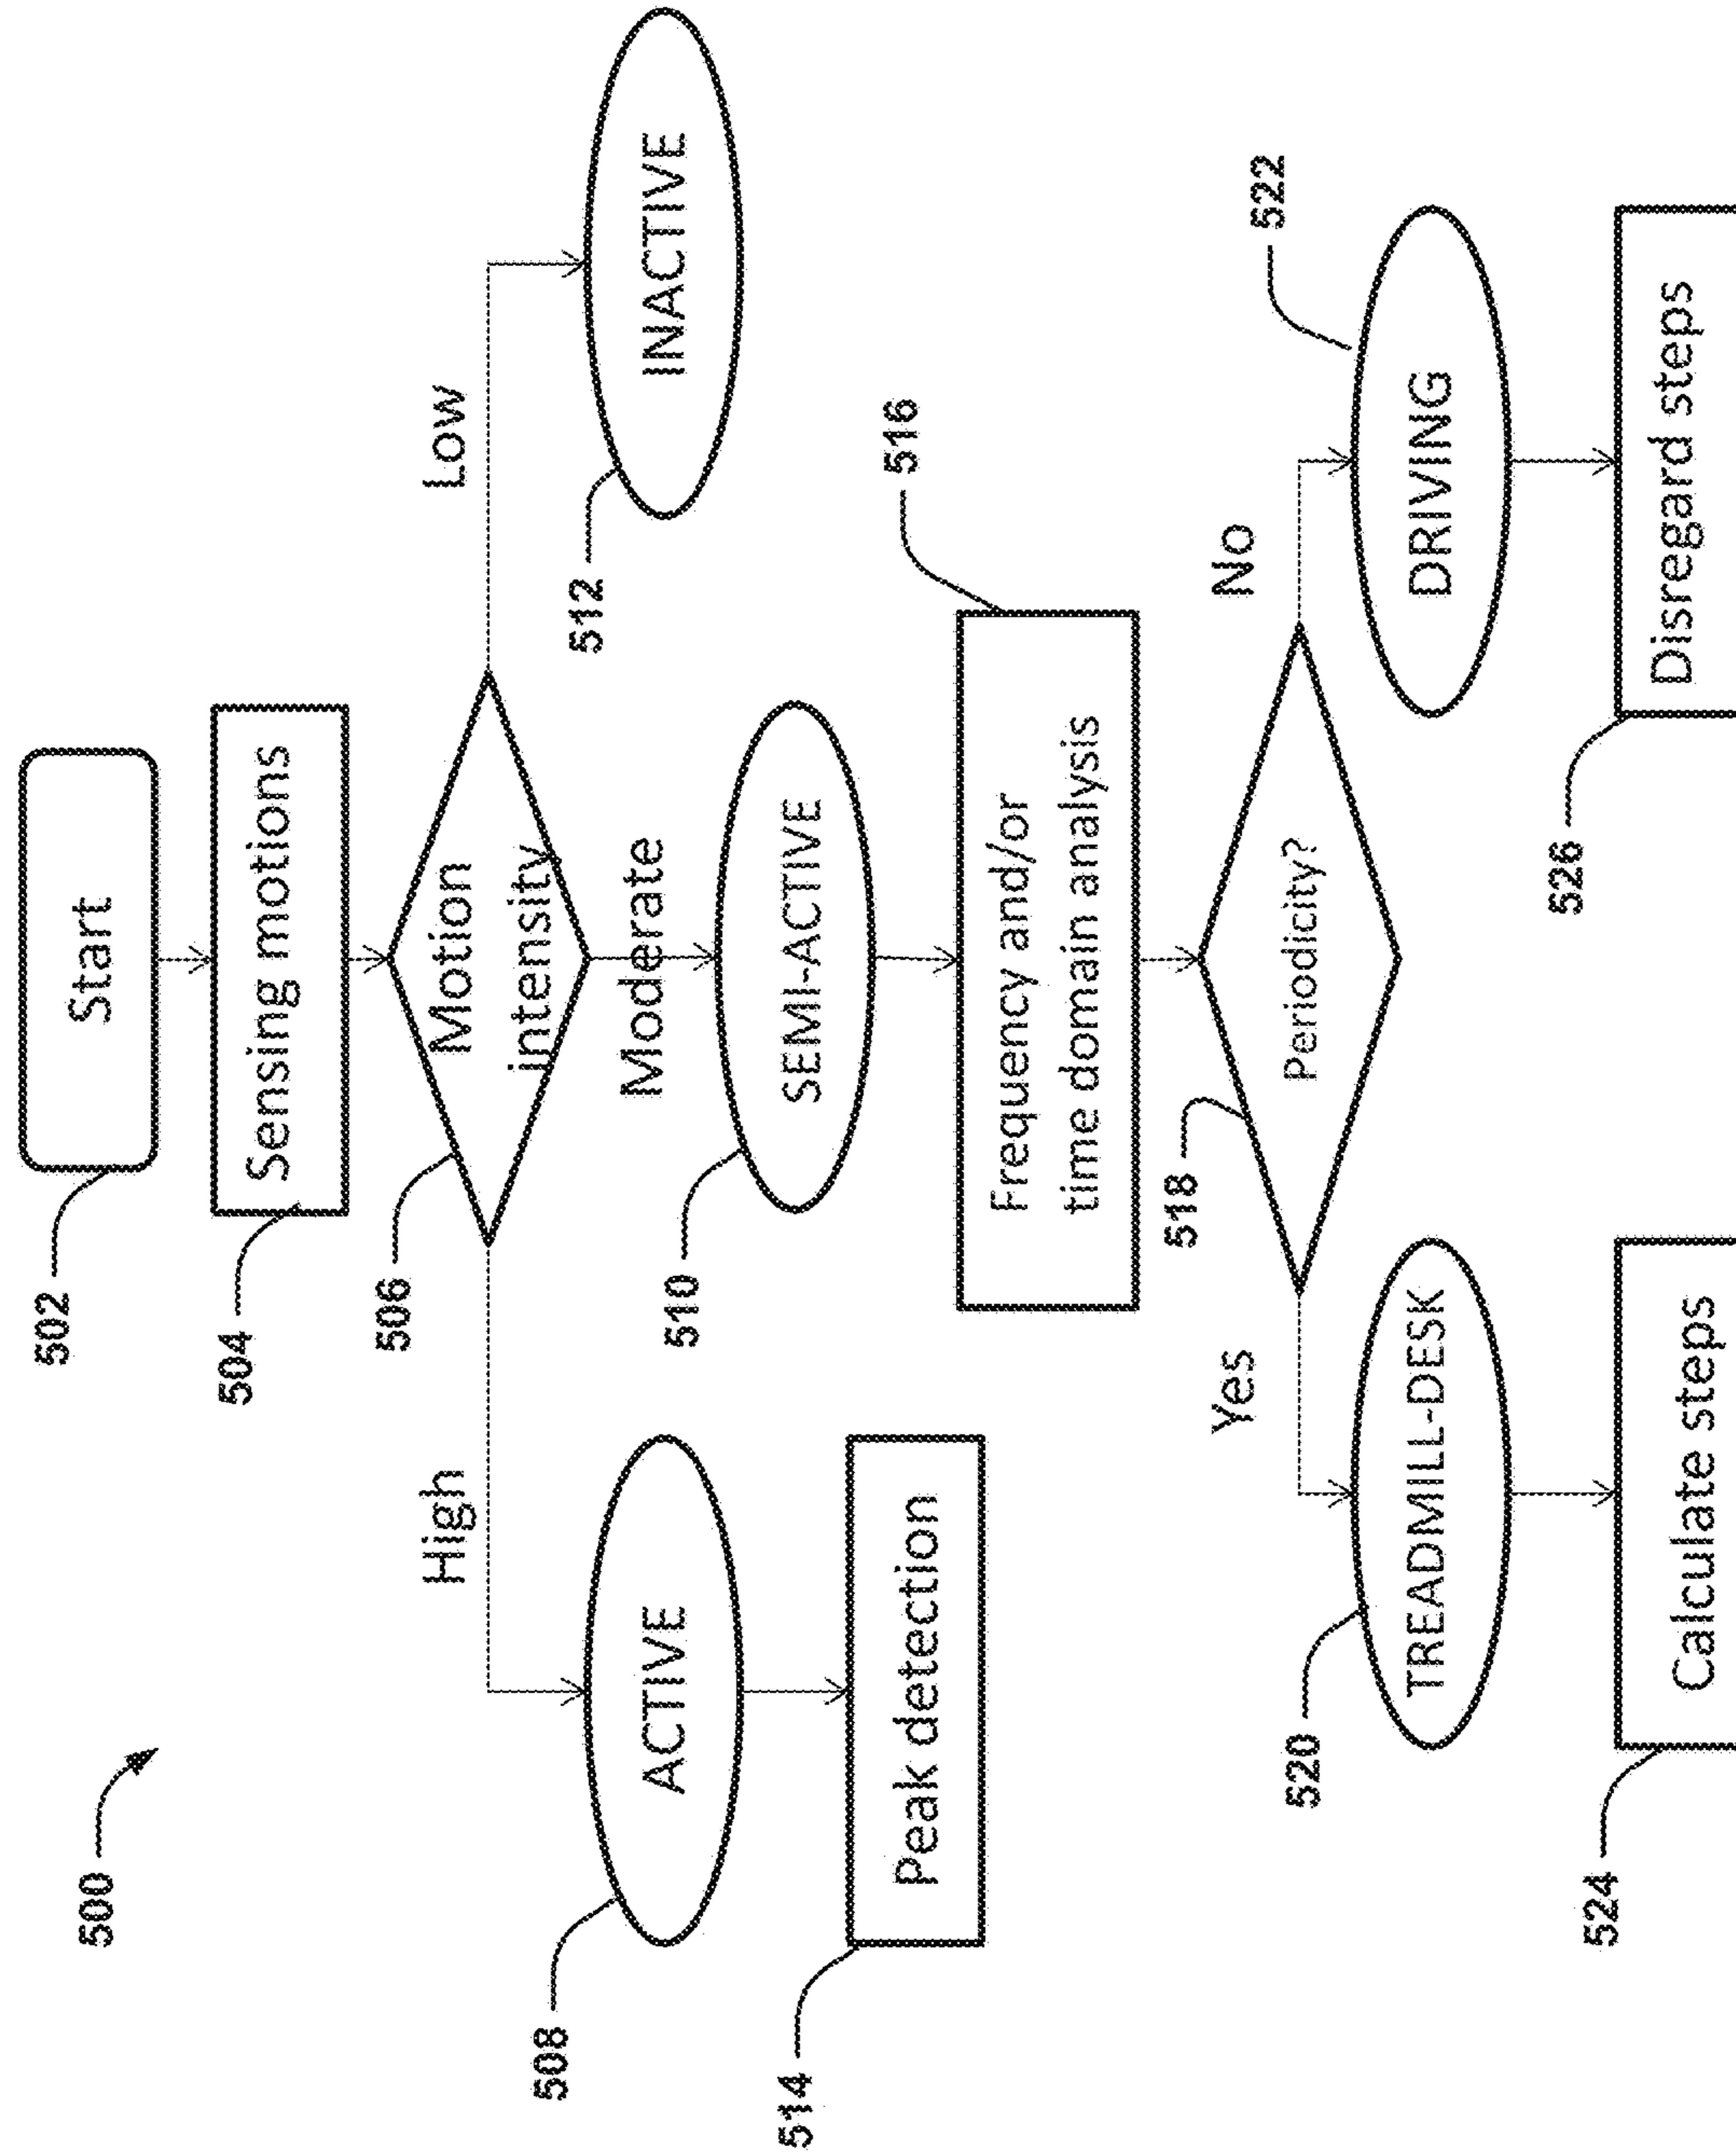 500
502
Start
504
Sensing motions
506
Motion
intensity
High
Low
Moderate
508
ACTIVE
510
SEMI-ACTIVE
512
INACTIVE
514
Peak detection
516
Frequency and/or
time domain analysis
518
Periodicity?
Yes
No
520
TREADMILL-DESK
522
DRIVING
524
Calculate steps
526
Disregard steps